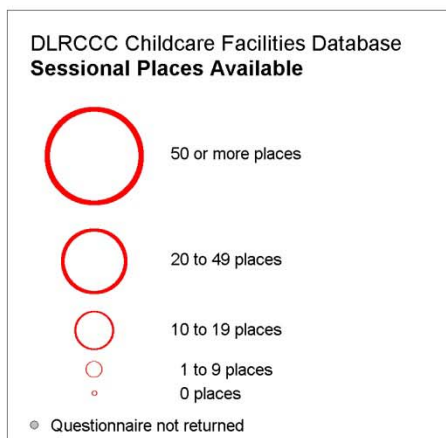 DLRCCC Childcare Facilities Database
Sessional Places Available
50 or more places
20 to 49 places
10 to 19 places
1 to 9 places
0 places
Questionnaire not returned